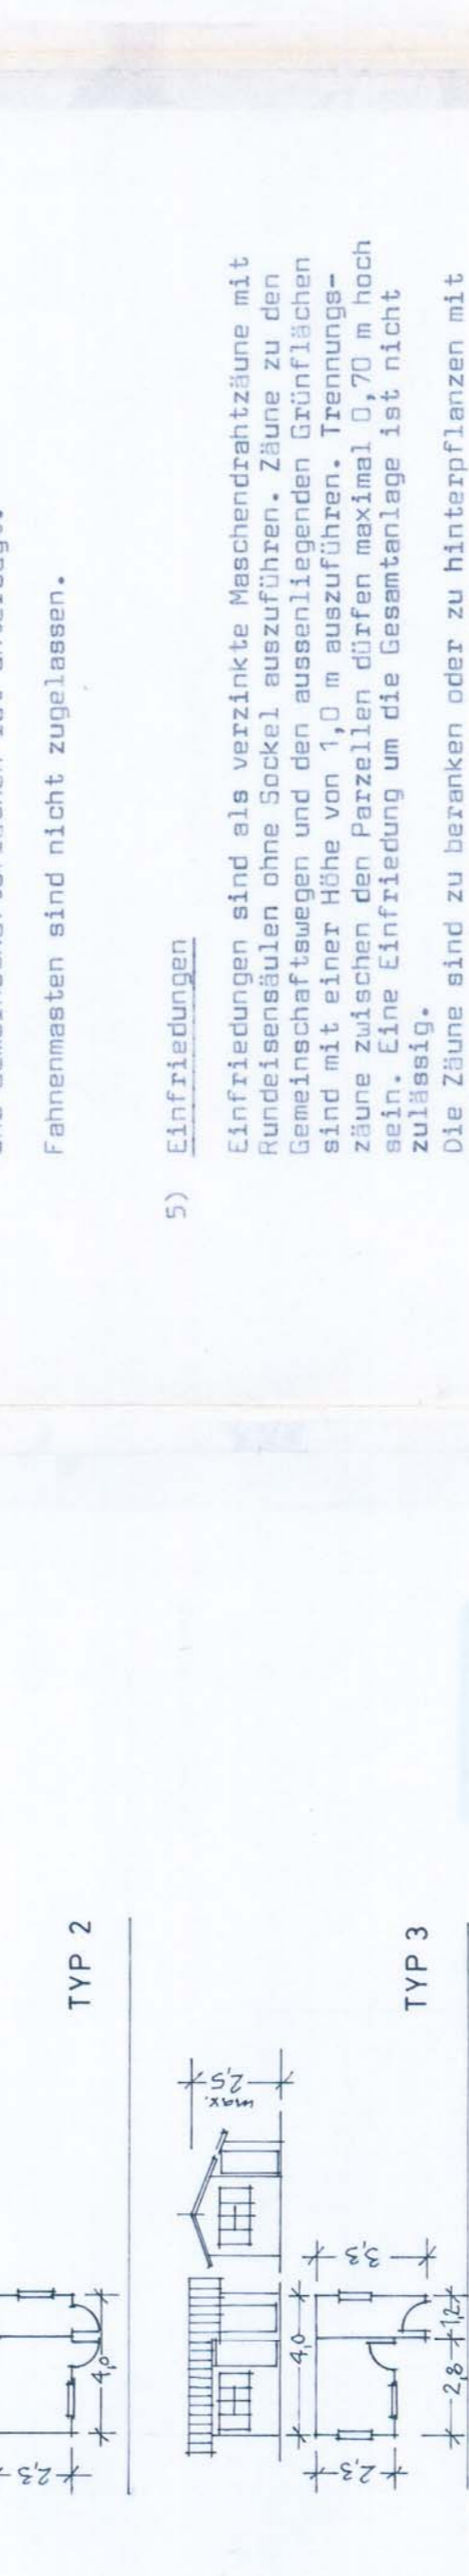 Fahnenmasten sind nicht zugelassen.
5) Einfriedungen
Einfriedungen sind als verzinkte Maschendrahtzäune mit
Rundeisensäulen ohne Sockel auszuführen. Zäune zu den
Gemeinschaftswegen und den aussenliegenden Grünflächen
sind mit einer Höhe von 1,0 m auszuführen. Trennungs-
zäune zwischen den Parzellen dürfen maximal 0,70 m hoch
sein. Eine Einfriedung um die Gesamtanlage ist nicht
zulässig.
Die Zäune sind zu beranken oder zu hinterpflanzen mit
2,3
4,0
TYP 2
max. 2,5
4,0
2,3
3,3
2,8 1,2
TYP 3